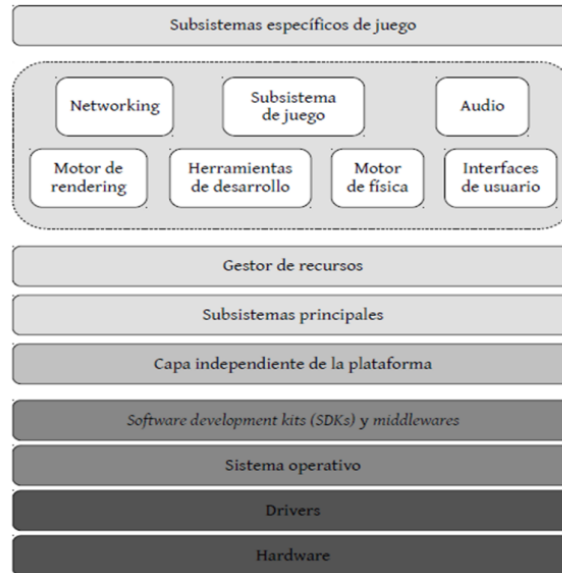 Subsistemas específicos de juego
Networking
Subsistema
de juego
Audio
Motor de
rendering
Herramientas
de desarrollo
Motor
de física
Interfaces
de usuario
Gestor de recursos
Subsistemas principales
Capa independiente de la plataforma
Software development kits (SDKs) y middlewares
Sistema operativo
Drivers
Hardware